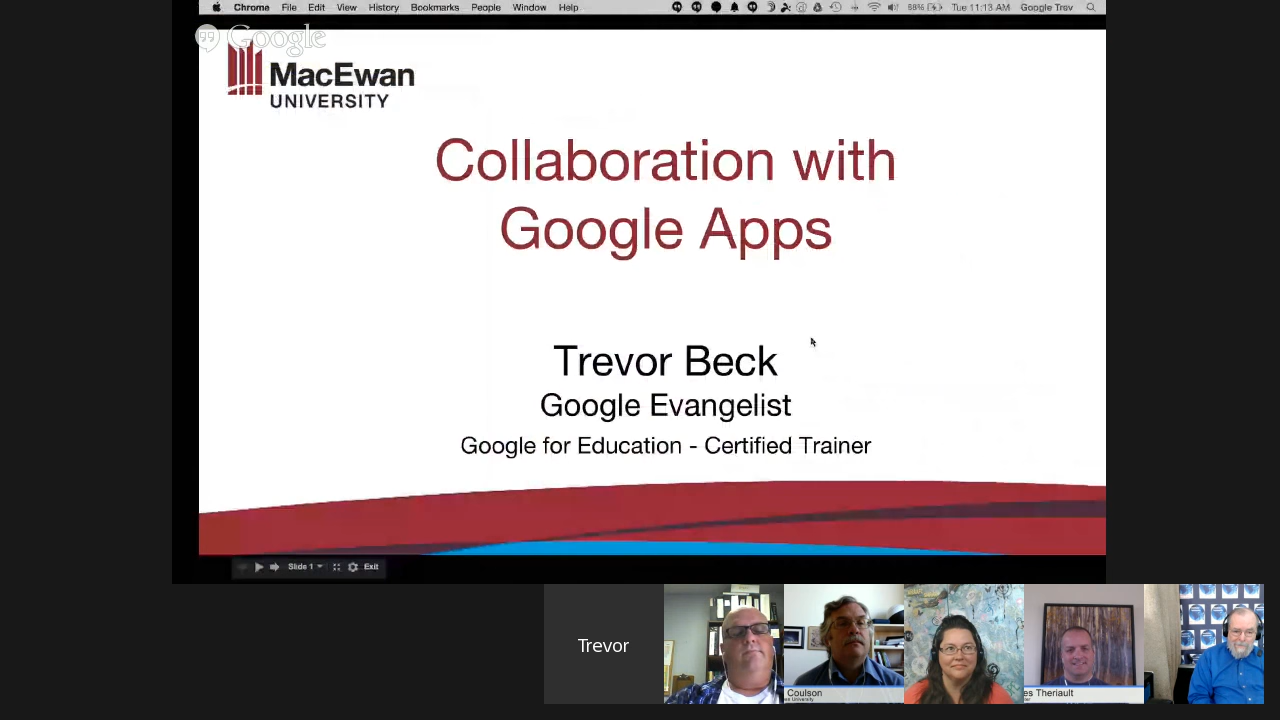 Chrome File Edit View History Bookmarks People Window Help 88% Tue 11:13 AM Google Trev
Google
MacEwan
UNIVERSITY
Collaboration with
Google Apps
Trevor Beck
Google Evangelist
Google for Education - Certified Trainer
Slide 1 Exit
Trevor
Coulson
es Theriault